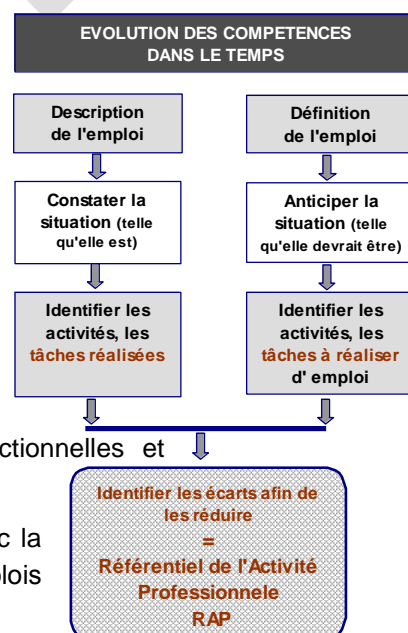 EVOLUTION DES COMPETENCES
DANS LE TEMPS
Description
de l'emploi
Définition
de l'emploi
Constater la
situation (telle
qu'elle est)
Anticiper la
situation (telle
qu'elle devrait être)
Identifier les
activités, les
tâches réalisées
Identifier les
activités, les
tâches à réaliser
d' emploi
ctionnelles et
Identifier les écarts afin de
les réduire
=
Référentiel de l'Activité
Professionnele
RAP
c la
plois